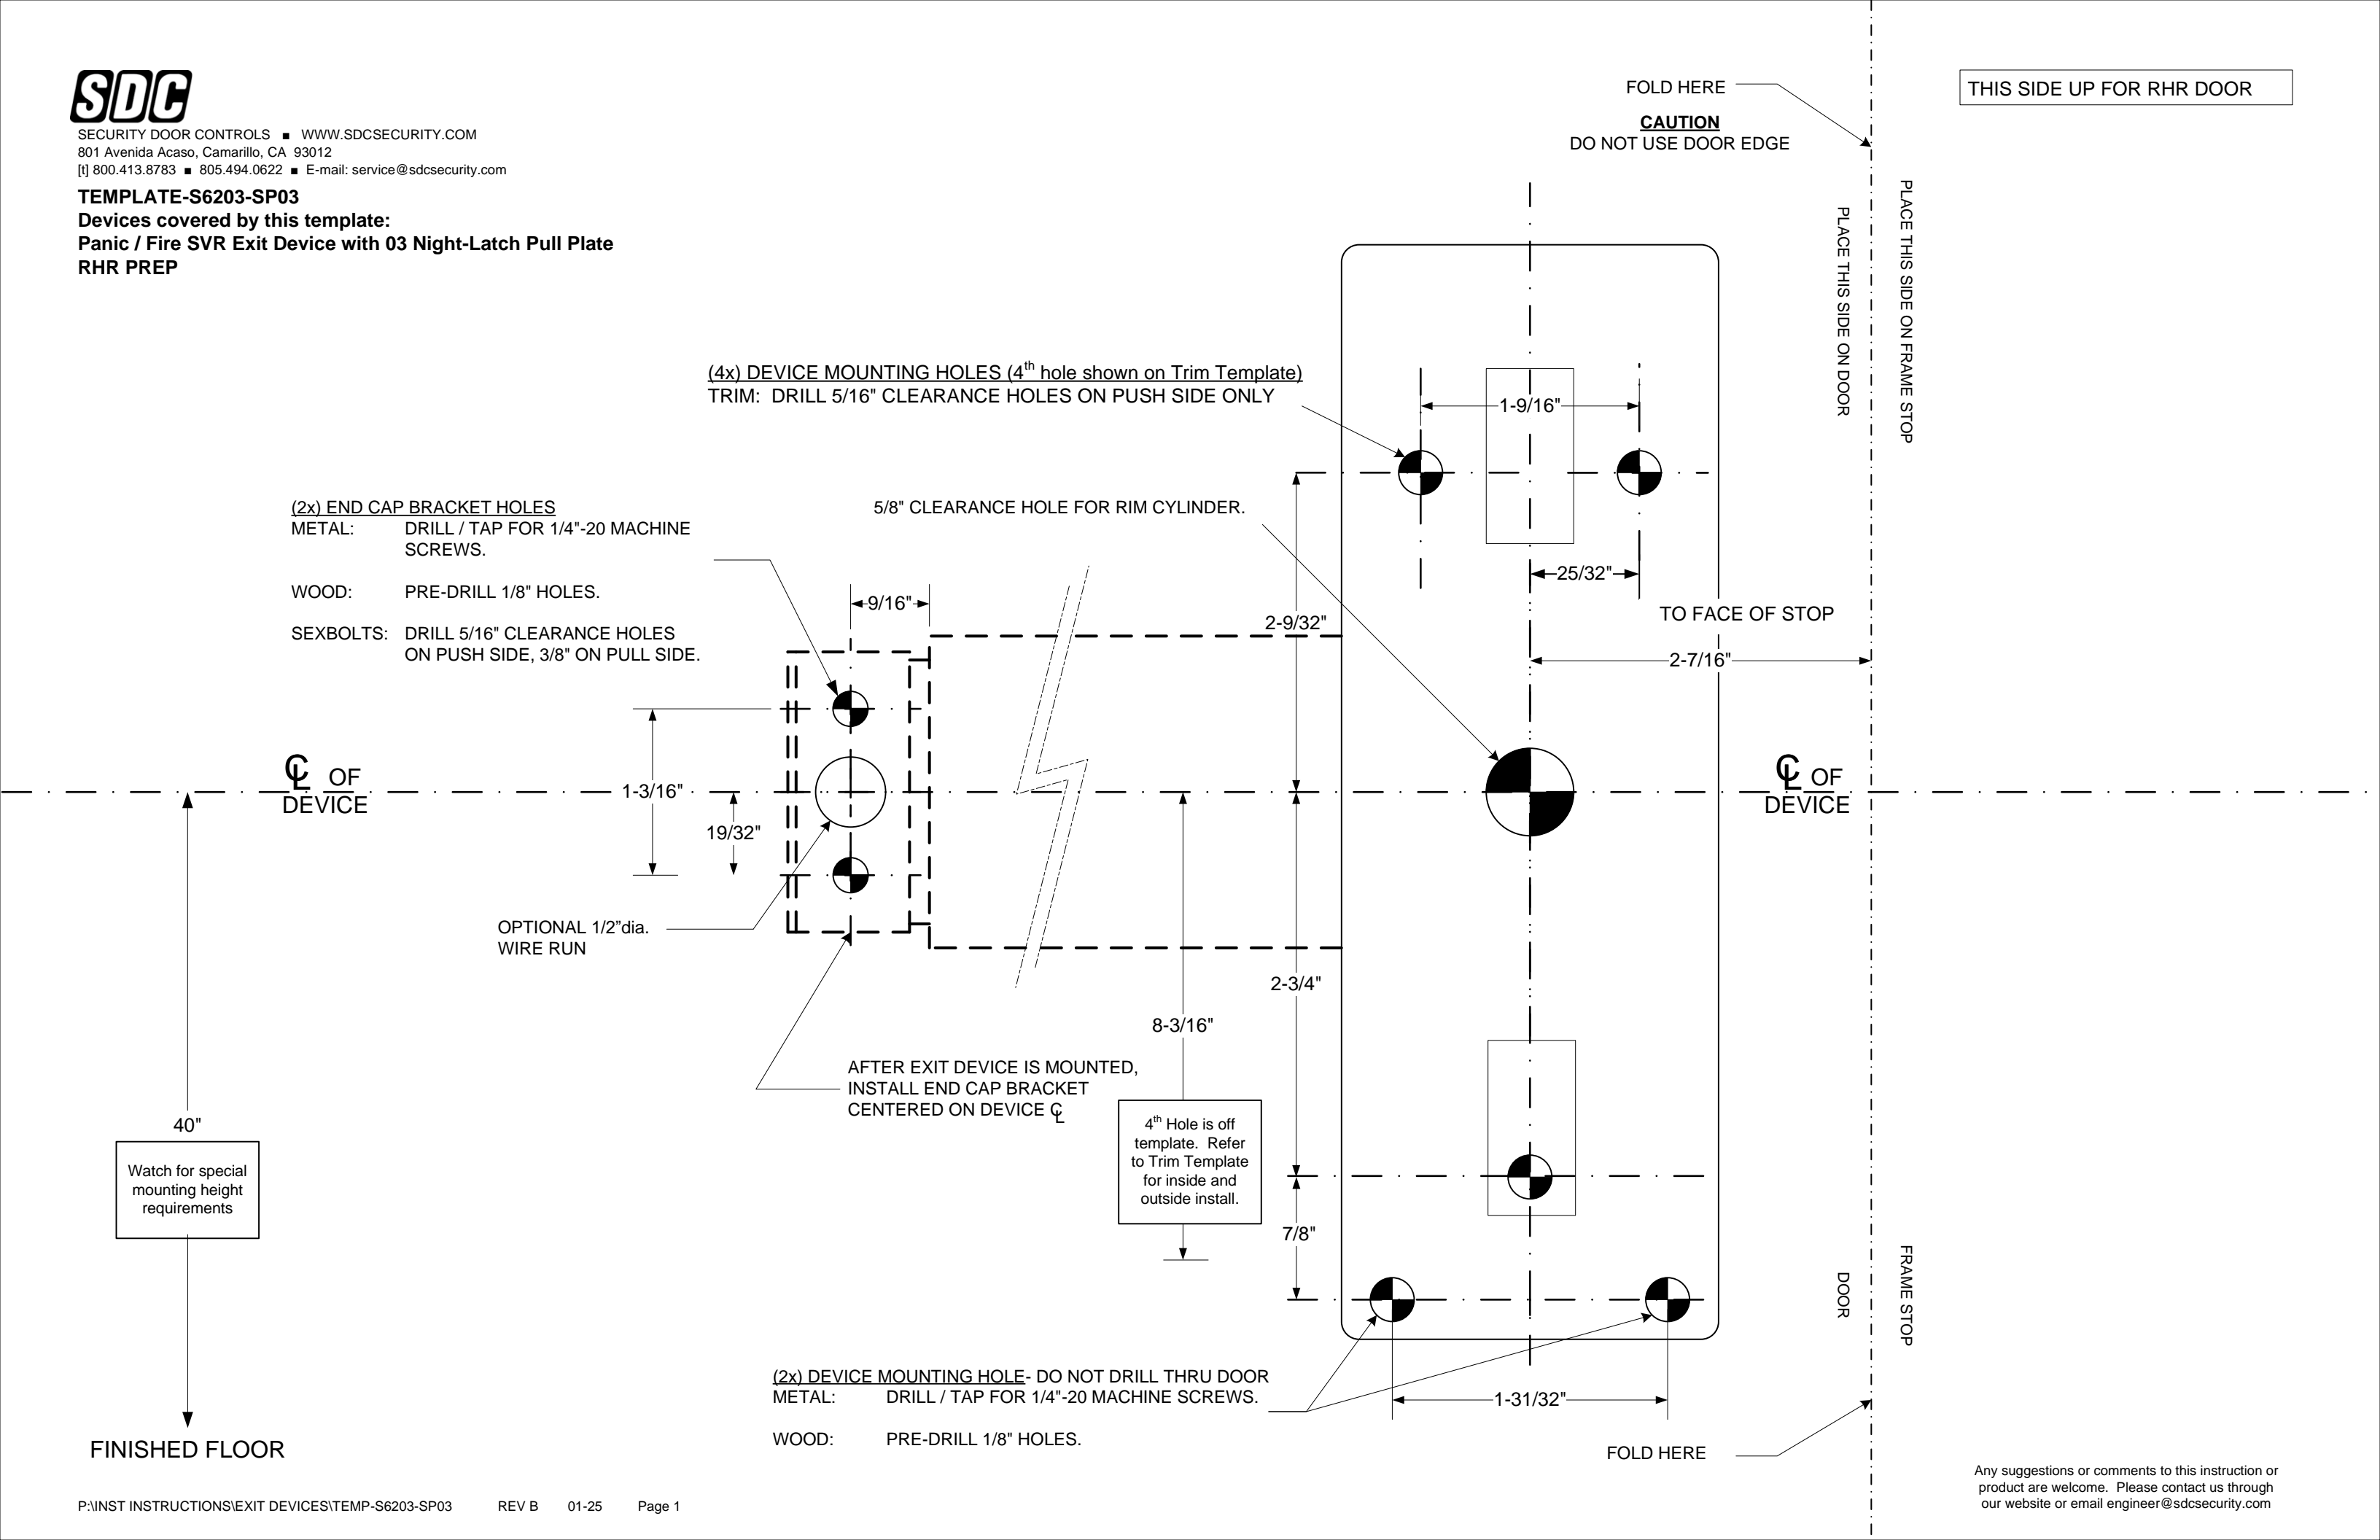 SDC
SECURITY DOOR CONTROLS ■ WWW.SDCSECURITY.COM
801 Avenida Acaso, Camarillo, CA 93012
[t] 800.413.8783 ■ 805.494.0622 ■ E-mail: service@sdcsecurity.com
TEMPLATE-S6203-SP03
Devices covered by this template:
Panic / Fire SVR Exit Device with 03 Night-Latch Pull Plate
RHR PREP
FOLD HERE
CAUTION
DO NOT USE DOOR EDGE
THIS SIDE UP FOR RHR DOOR
PLACE THIS SIDE ON DOOR
PLACE THIS SIDE ON FRAME STOP
(4x) DEVICE MOUNTING HOLES (4th hole shown on Trim Template)
TRIM: DRILL 5/16" CLEARANCE HOLES ON PUSH SIDE ONLY
1-9/16"
(2x) END CAP BRACKET HOLES
METAL: DRILL / TAP FOR 1/4"-20 MACHINE
SCREWS.
WOOD: PRE-DRILL 1/8" HOLES.
SEXBOLTS: DRILL 5/16" CLEARANCE HOLES
ON PUSH SIDE, 3/8" ON PULL SIDE.
5/8" CLEARANCE HOLE FOR RIM CYLINDER.
25/32"
9/16"
2-9/32"
TO FACE OF STOP
2-7/16"
℄ OF
DEVICE
1-3/16"
19/32"
℄ OF
DEVICE
OPTIONAL 1/2”dia.
WIRE RUN
2-3/4"
8-3/16"
AFTER EXIT DEVICE IS MOUNTED,
INSTALL END CAP BRACKET
CENTERED ON DEVICE ℄
40"
Watch for special
mounting height
requirements
4th Hole is off
template. Refer
to Trim Template
for inside and
outside install.
7/8"
DOOR
FRAME STOP
(2x) DEVICE MOUNTING HOLE- DO NOT DRILL THRU DOOR
METAL: DRILL / TAP FOR 1/4"-20 MACHINE SCREWS.
WOOD: PRE-DRILL 1/8" HOLES.
1-31/32"
FINISHED FLOOR
FOLD HERE
Any suggestions or comments to this instruction or
product are welcome. Please contact us through
our website or email engineer@sdcsecurity.com
P:\INST INSTRUCTIONS\EXIT DEVICES\TEMP-S6203-SP03 REV B 01-25 Page 1